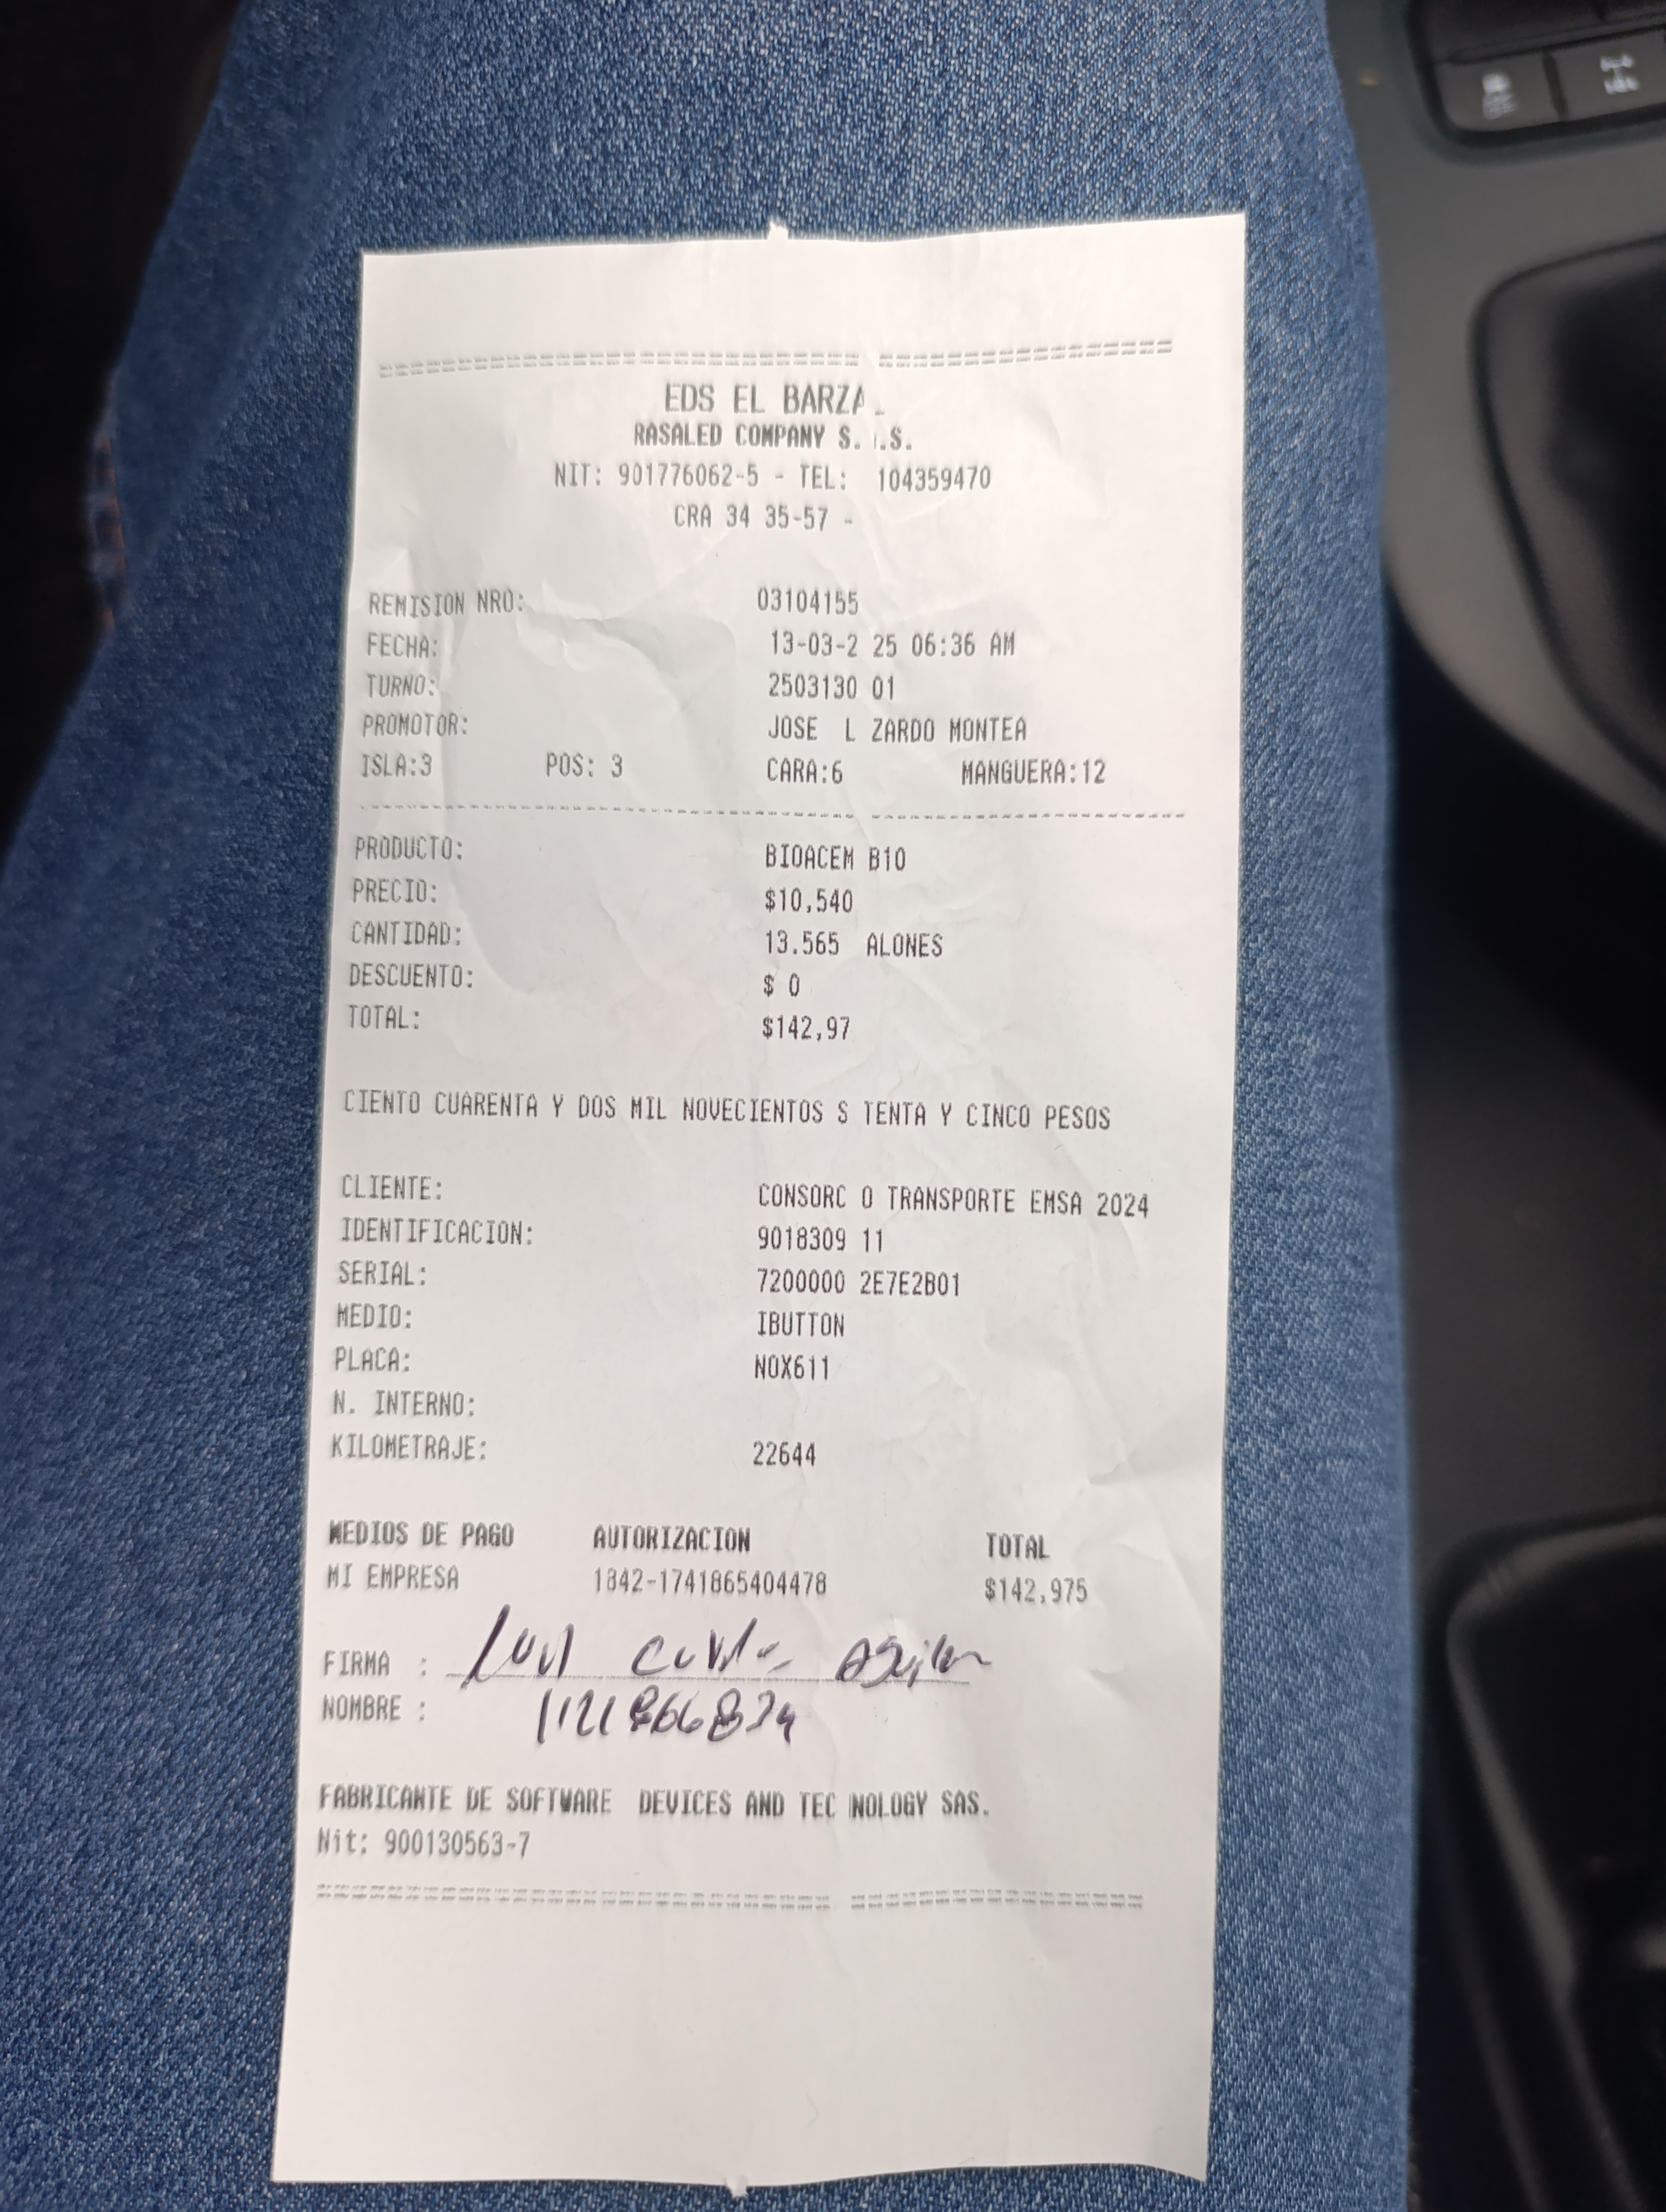 EDS EL BARZA
RASALED COMPANY S. .S.
NIT: 901776062-5 - TEL: 104359470
CRA 34 35-57 -
REMISION NRO: 03104155
FECHA: 13-03-2 25 06:36 AM
TURNO: 2503130 01
PROMOTOR: JOSE L ZARDO MONTEA
ISLA:3 POS: 3 CARA:6 MANGUERA:12
PRODUCTO: BIOACEM B10
PRECIO: $10,540
CANTIDAD: 13.565 ALONES
DESCUENTO: $ 0
TOTAL: $142,97
CIENTO CUARENTA Y DOS MIL NOVECIENTOS S TENTA Y CINCO PESOS
CLIENTE: CONSORC O TRANSPORTE EMSA 2024
IDENTIFICACION: 9018309 11
SERIAL: 7200000 2E7E2B01
MEDIO: IBUTTON
PLACA: NOX611
N. INTERNO:
KILOMETRAJE: 22644
MEDIOS DE PAGO AUTORIZACION TOTAL
MI EMPRESA 1842-1741865404478 $142,975
FIRMA :
NOMBRE :
FABRICANTE DE SOFTWARE DEVICES AND TEC NOLOGY SAS.
Nit: 900130563-7